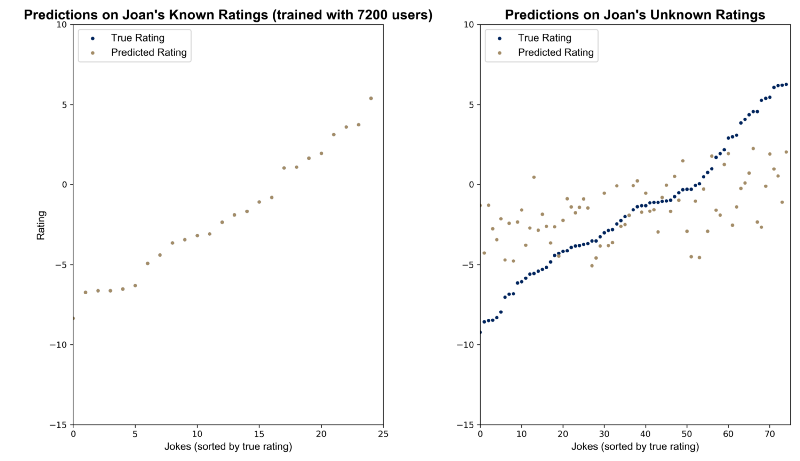 Predictions on Joan's Known Ratings (trained with 7200 users)
10
5
0
−5
−10
−15
Rating
True Rating
Predicted Rating
0 5 10 15 20 25
Jokes (sorted by true rating)
Predictions on Joan's Unknown Ratings
10
5
0
−5
−10
−15
True Rating
Predicted Rating
0 10 20 30 40 50 60 70
Jokes (sorted by true rating)